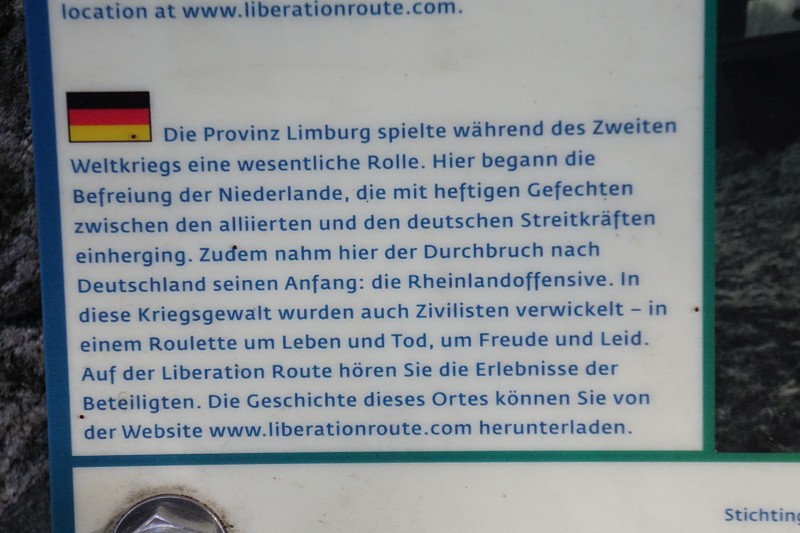 location at www.liberationroute.com.
Die Provinz Limburg spielte während des Zweiten
Weltkriegs eine wesentliche Rolle. Hier begann die
Befreiung der Niederlande, die mit heftigen Gefechten
zwischen den alliierten und den deutschen Streitkräften
einherging. Zudem nahm hier der Durchbruch nach
Deutschland seinen Anfang: die Rheinlandoffensive. In
diese Kriegsgewalt wurden auch Zivilisten verwickelt – in
einem Roulette um Leben und Tod, um Freude und Leid.
Auf der Liberation Route hören Sie die Erlebnisse der
Beteiligten. Die Geschichte dieses Ortes können Sie von
der Website www.liberationroute.com herunterladen.
Stichting